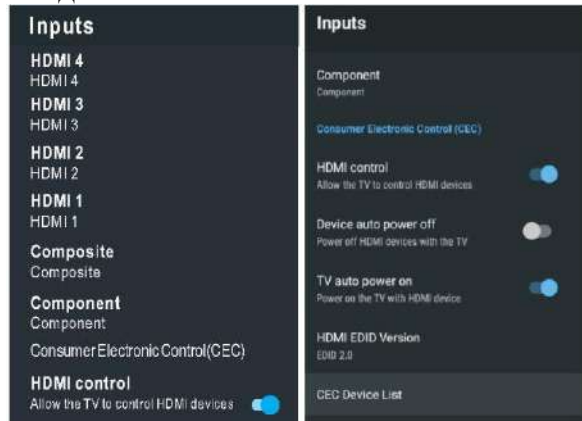 Inputs
HDMI 4
HDMI 4
HDMI 3
HDMI 3
HDMI 2
HDMI 2
HDMI 1
HDMI 1
Composite
Composite
Component
Component
Consumer Electronic Control(CEC)
HDMI control
Allow the TV to control HDMI devices
Inputs
Component
Component
Consumer Electronic Control (CEC)
HDMI control
Allow the TV to control HDMI devices
Device auto power off
Power off HDMI devices with the TV
TV auto power on
Power on the TV with HDMI device
HDMI EDID Version
EDID 2.0
CEC Device List